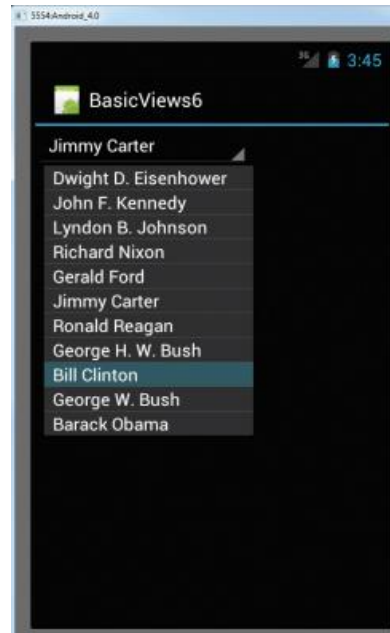 5554:Android_4.0
3G 3:45
BasicViews6
Jimmy Carter
Dwight D. Eisenhower
John F. Kennedy
Lyndon B. Johnson
Richard Nixon
Gerald Ford
Jimmy Carter
Ronald Reagan
George H. W. Bush
Bill Clinton
George W. Bush
Barack Obama